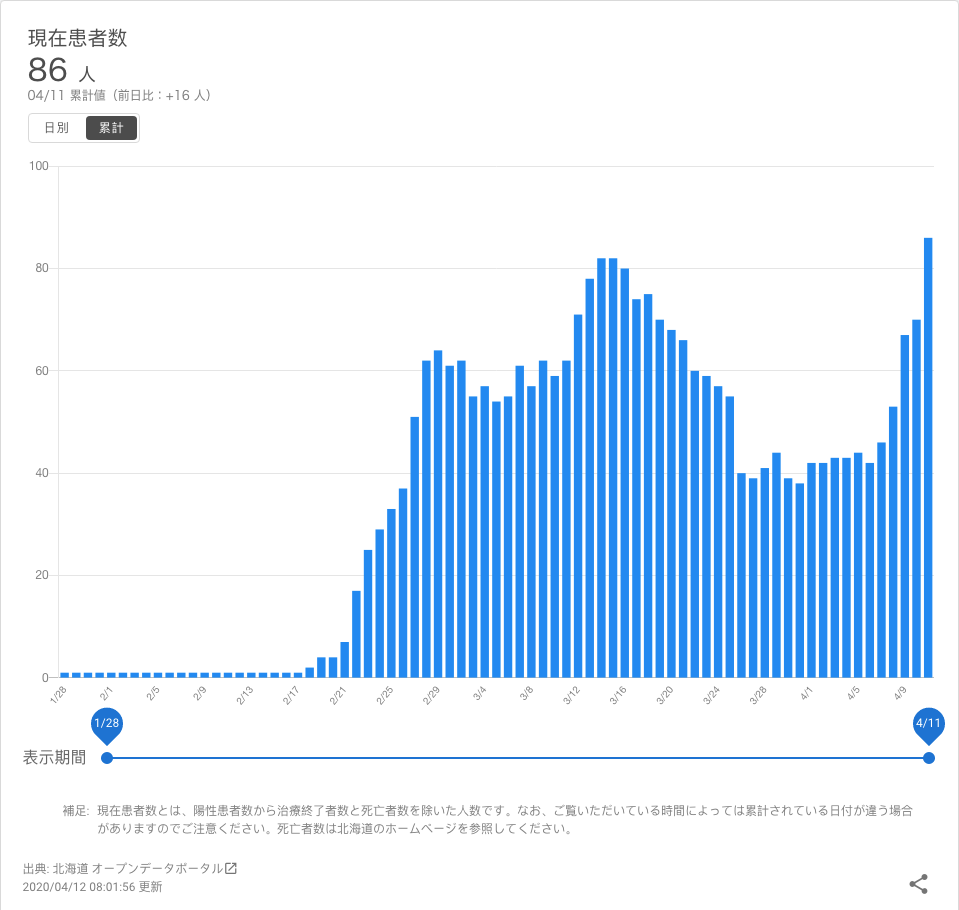 現在患者数
86 人
04/11 累計値（前日比：+16 人）
日別 累計
100
80
60
40
20
0
1/28 2/1 2/5 2/9 2/13 2/17 2/21 2/25 2/29 3/4 3/8 3/12 3/16 3/20 3/24 3/28 4/1 4/5 4/9
1/28 4/11
表示期間
補足: 現在患者数とは、陽性患者数から治療終了者数と死亡者数を除いた人数です。なお、ご覧いただいている時間によっては累計されている日付が違う場合
がありますのでご注意ください。死亡者数は北海道のホームページを参照してください。
出典: 北海道 オープンデータポータル
2020/04/12 08:01:56 更新